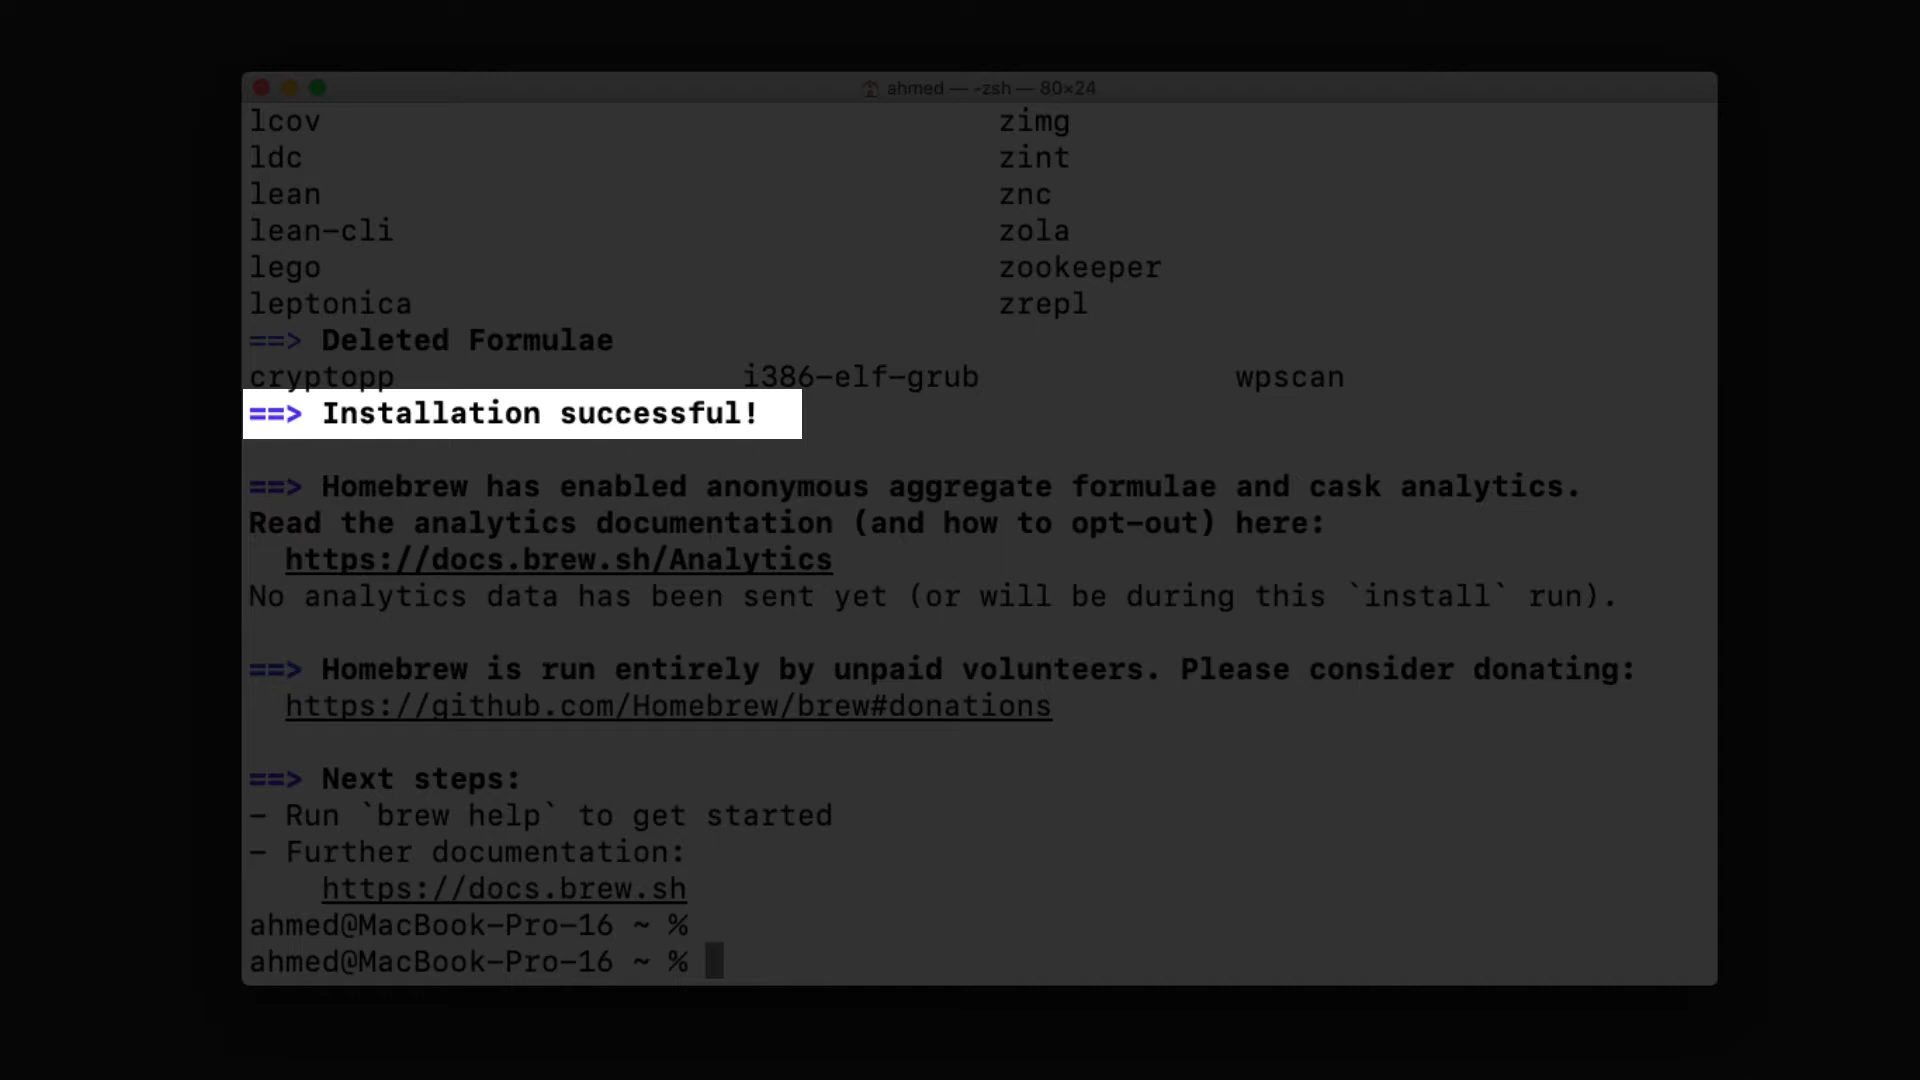 ahmed — -zsh — 80×24
lcov zimg
ldc zint
lean znc
lean-cli zola
lego zookeeper
leptonica zrepl
==> Deleted Formulae
cryptopp i386-elf-grub wpscan
==> Installation successful!
==> Homebrew has enabled anonymous aggregate formulae and cask analytics.
Read the analytics documentation (and how to opt-out) here:
https://docs.brew.sh/Analytics
No analytics data has been sent yet (or will be during this `install` run).
==> Homebrew is run entirely by unpaid volunteers. Please consider donating:
https://github.com/Homebrew/brew#donations
==> Next steps:
- Run `brew help` to get started
- Further documentation:
https://docs.brew.sh
ahmed@MacBook-Pro-16 ~ %
ahmed@MacBook-Pro-16 ~ %